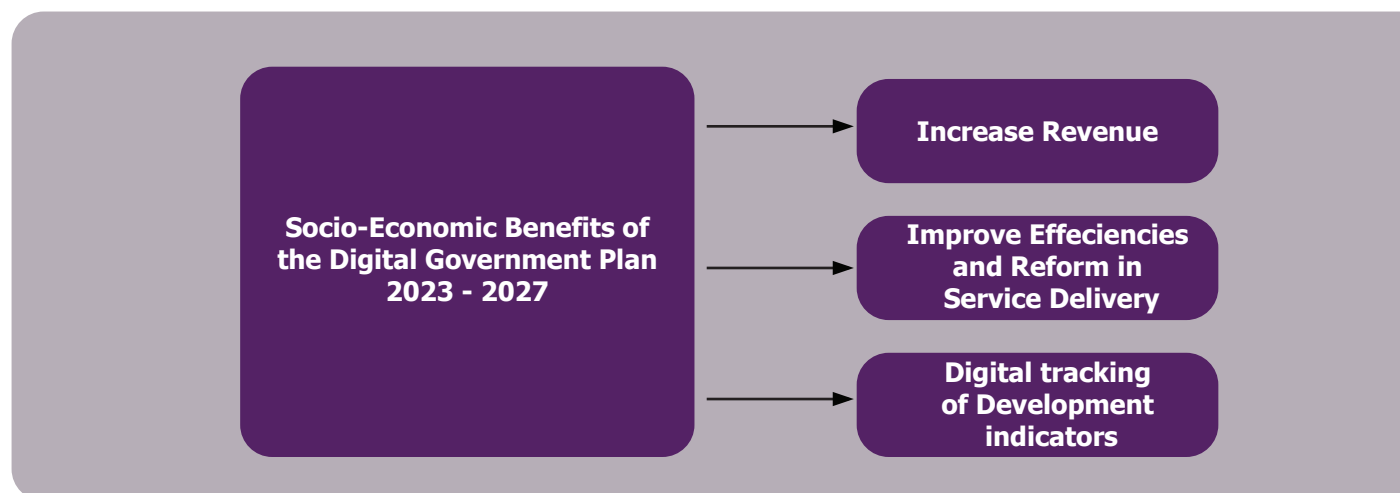 Socio-Economic Benefits of
the Digital Government Plan
2023 - 2027
Increase Revenue
Improve Effeciencies
and Reform in
Service Delivery
Digital tracking
of Development
indicators